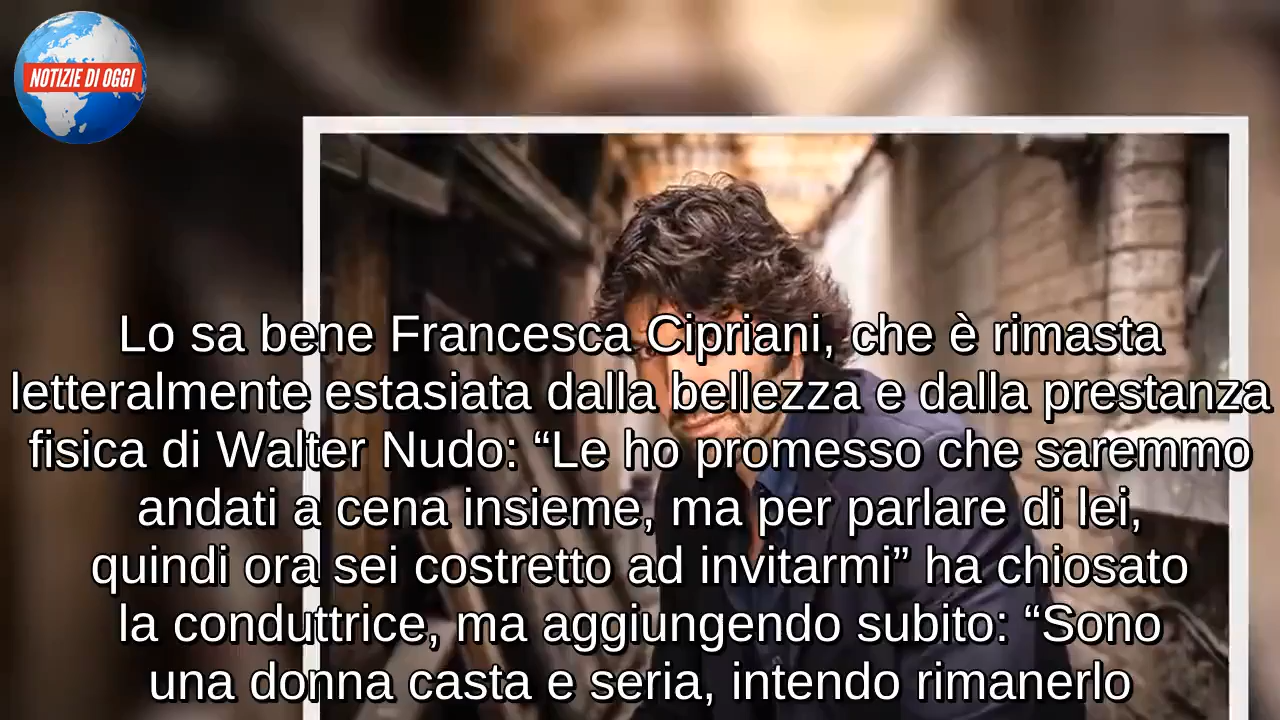 NOTIZIE DI OGGI
Lo sa bene Francesca Cipriani, che è rimasta
letteralmente estasiata dalla bellezza e dalla prestanza
fisica di Walter Nudo: “Le ho promesso che saremmo
andati a cena insieme, ma per parlare di lei,
quindi ora sei costretto ad invitarmi” ha chiosato
la conduttrice, ma aggiungendo subito: “Sono
una donna casta e seria, intendo rimanerlo